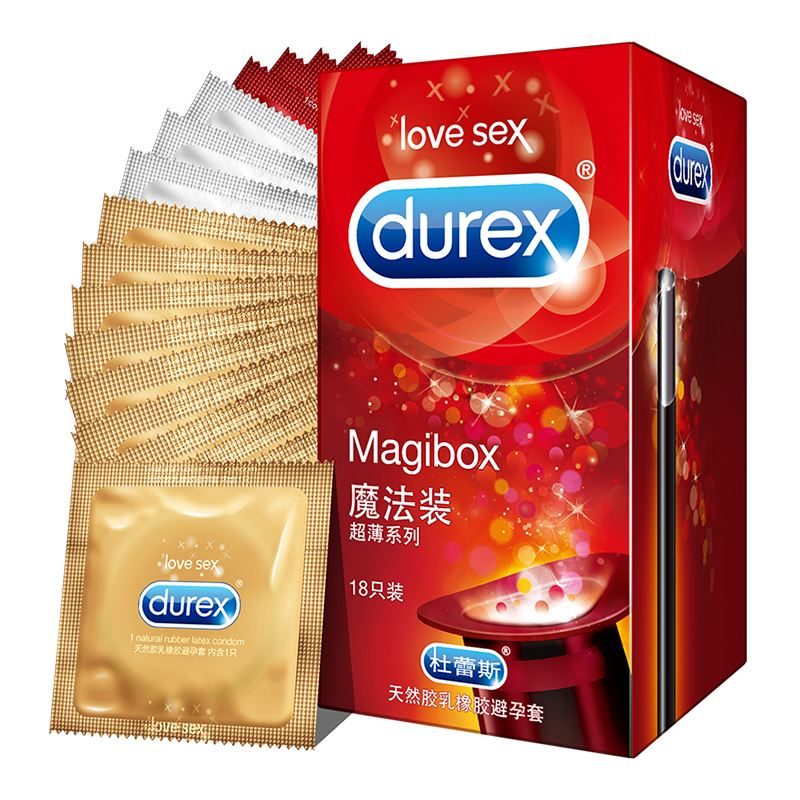 love sex
durex®
Magibox
魔法装
超薄系列
18只装
杜蕾斯®
天然胶乳橡胶避孕套
love sex
durex
love sex
durex®
1 natural rubber latex condom
天然胶乳橡胶避孕套 内含1只
love sex